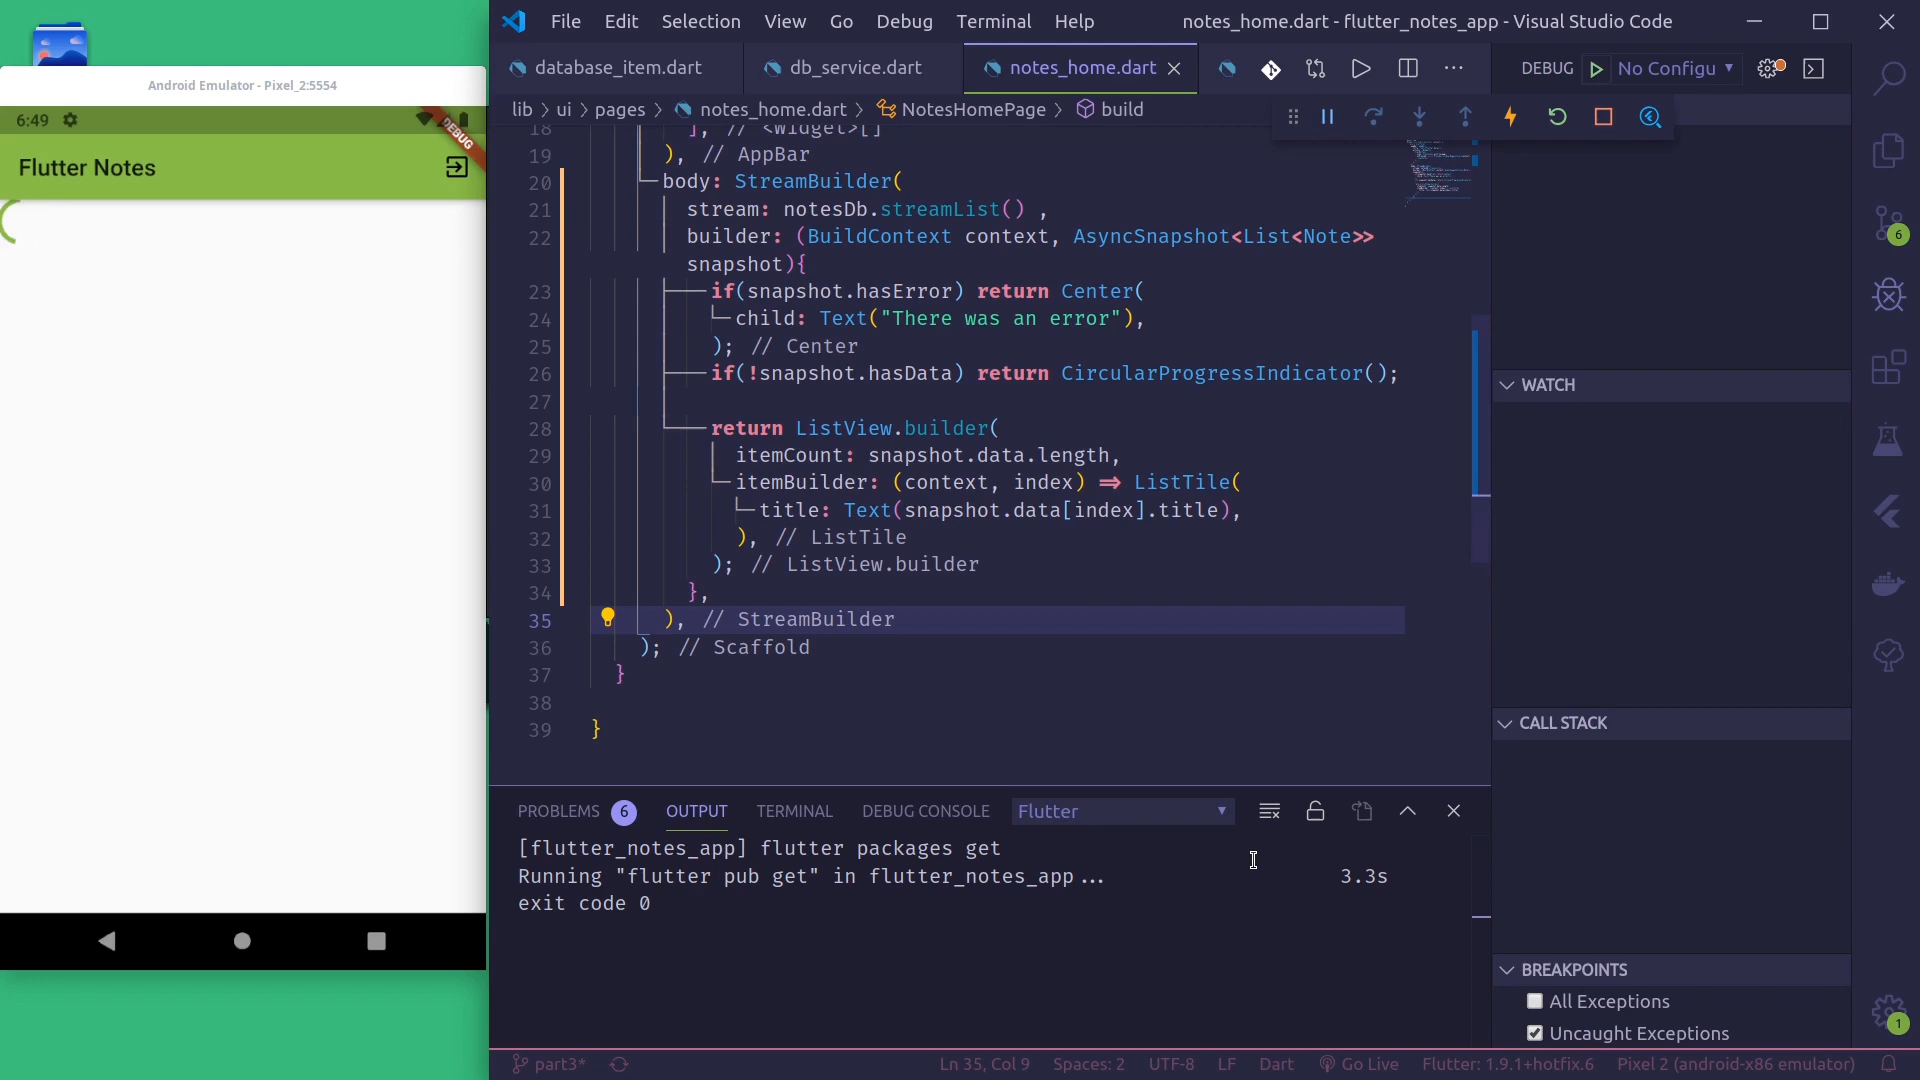 File Edit Selection View Go Debug Terminal Help notes_home.dart - flutter_notes_app - Visual Studio Code
Android Emulator - Pixel_2:5554
6:49
DEBUG
Flutter Notes
database_item.dart db_service.dart notes_home.dart DEBUG No Configu
lib > ui > pages > notes_home.dart > NotesHomePage > build
18 ], // <Widget>[]
19 ), // AppBar
20 body: StreamBuilder(
21 stream: notesDb.streamList() ,
22 builder: (BuildContext context, AsyncSnapshot<List<Note>>
snapshot){
23 if(snapshot.hasError) return Center(
24 child: Text("There was an error"),
25 ); // Center
26 if(!snapshot.hasData) return CircularProgressIndicator();
27
28 return ListView.builder(
29 itemCount: snapshot.data.length,
30 itemBuilder: (context, index) => ListTile(
31 title: Text(snapshot.data[index].title),
32 ), // ListTile
33 ); // ListView.builder
34 },
35 ), // StreamBuilder
36 ); // Scaffold
37 }
38
39 }
WATCH
CALL STACK
BREAKPOINTS
All Exceptions
Uncaught Exceptions
6
1
PROBLEMS 6 OUTPUT TERMINAL DEBUG CONSOLE Flutter
[flutter_notes_app] flutter packages get
Running "flutter pub get" in flutter_notes_app... 3.3s
exit code 0
part3* Ln 35, Col 9 Spaces: 2 UTF-8 LF Dart Go Live Flutter: 1.9.1+hotfix.6 Pixel 2 (android-x86 emulator)